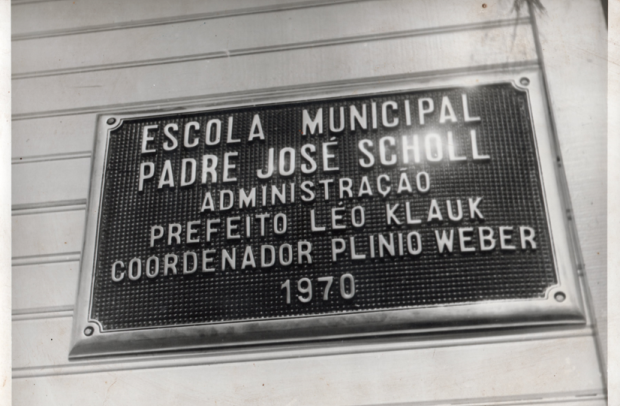 ESCOLA MUNICIPAL
PADRE JOSÉ SCHOLL
ADMINISTRAÇÃO
PREFEITO LÉO KLAUK
COORDENADOR PLINIO WEBER
1970